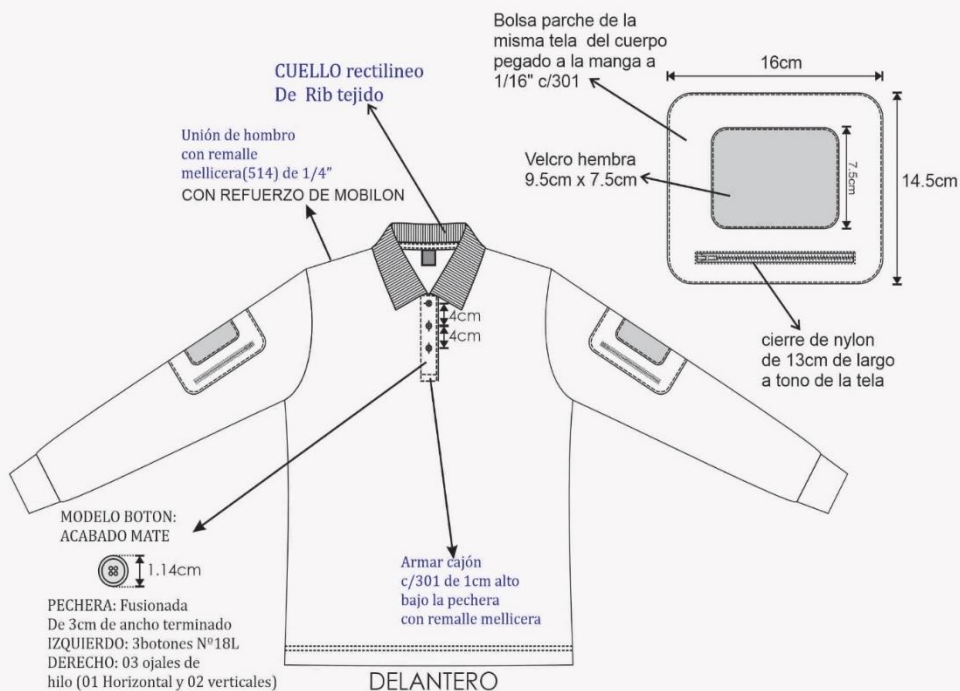 Bolsa parche de la
misma tela del cuerpo
pegado a la manga a
1/16" c/301
16cm
CUELLO rectilineo
De Rib tejido
Unión de hombro
con remalle
mellicera(514) de 1/4"
CON REFUERZO DE MOBILON
Velcro hembra
9.5cm x 7.5cm
7.5cm
14.5cm
4cm
4cm
cierre de nylon
de 13cm de largo
a tono de la tela
MODELO BOTON:
ACABADO MATE
1.14cm
PECHERA: Fusionada
De 3cm de ancho terminado
IZQUIERDO: 3botones Nº18L
DERECHO: 03 ojales de
hilo (01 Horizontal y 02 verticales)
Armar cajón
c/301 de 1cm alto
bajo la pechera
con remalle mellicera
DELANTERO